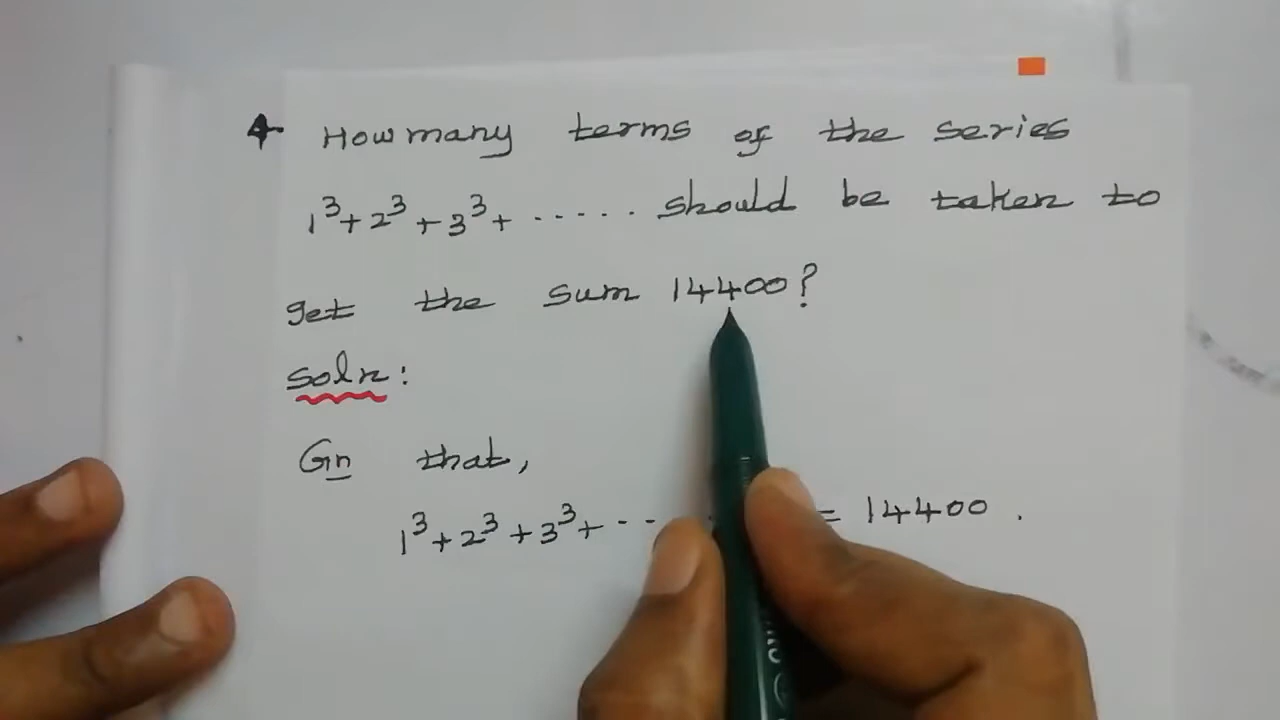 4 How many terms of the series
1³+2³+3³+ ..... should be taken to
get the sum 14400?
Soln:
Gn that,
1³+2³+3³+ -- = 14400.